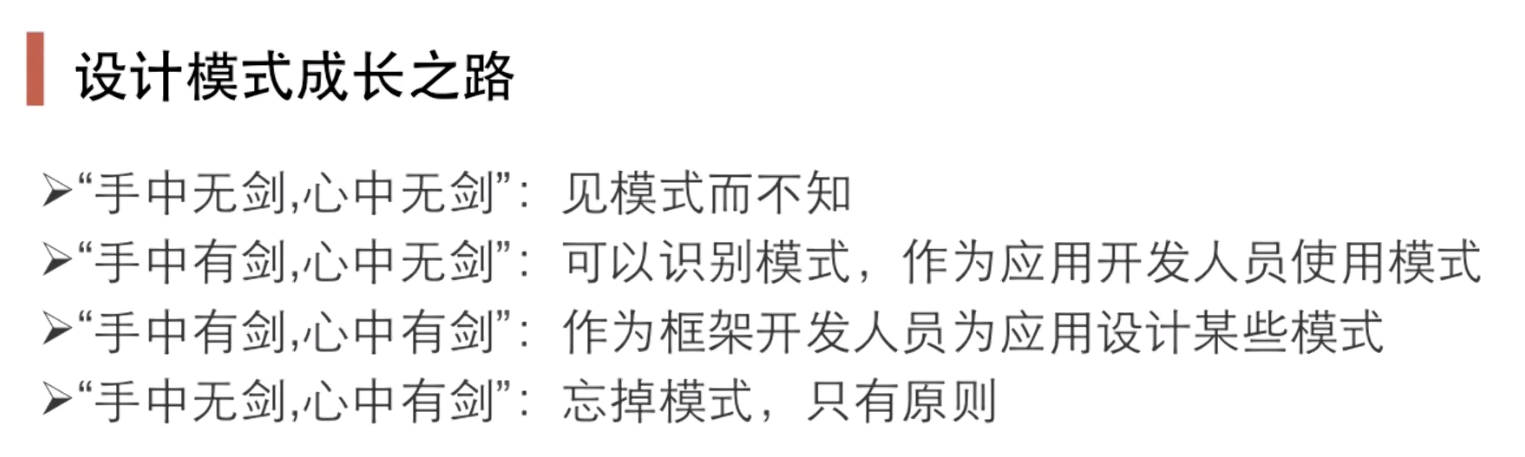 设计模式成长之路
➢“手中无剑,心中无剑”：见模式而不知
➢“手中有剑,心中无剑”：可以识别模式，作为应用开发人员使用模式
➢“手中有剑,心中有剑”：作为框架开发人员为应用设计某些模式
➢“手中无剑,心中有剑”：忘掉模式，只有原则